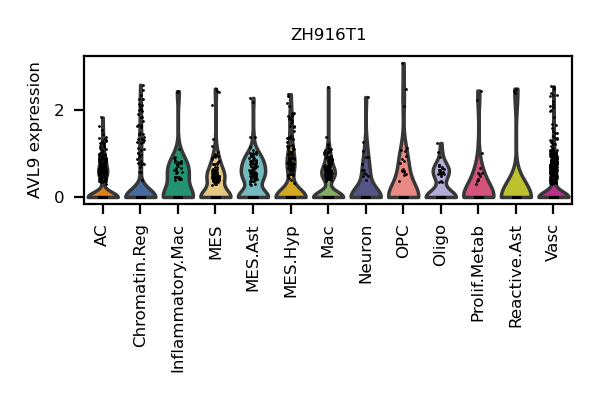 ZH916T1
AVL9 expression
2
0
AC
Chromatin.Reg
Inflammatory.Mac
MES
MES.Ast
MES.Hyp
Mac
Neuron
OPC
Oligo
Prolif.Metab
Reactive.Ast
Vasc